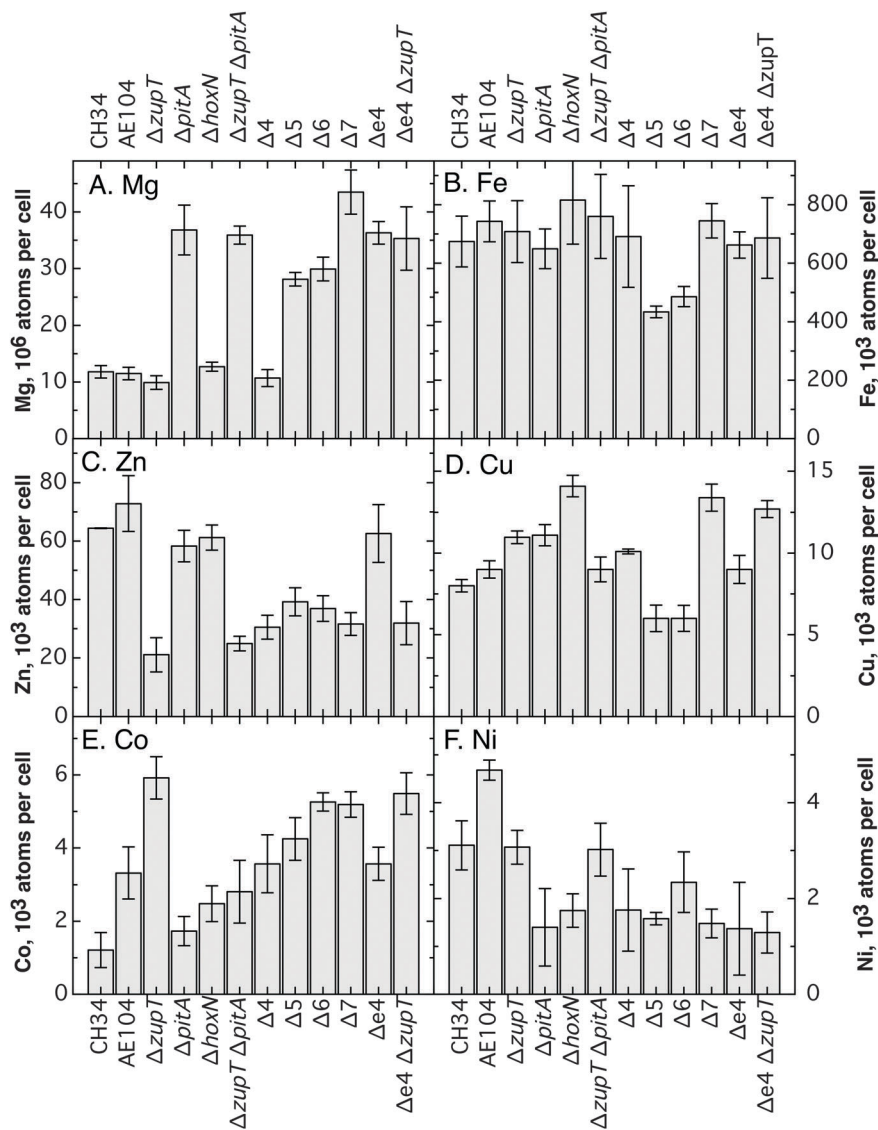 CH34
AE104
ΔzupT
ΔpitA
ΔhoxN
ΔzupT ΔpitA
Δ4
Δ5
Δ6
Δ7
Δe4
Δe4 ΔzupT
CH34
AE104
ΔzupT
ΔpitA
ΔhoxN
ΔzupT ΔpitA
Δ4
Δ5
Δ6
Δ7
Δe4
Δe4 ΔzupT
A. Mg
Mg, 10⁶ atoms per cell
40
30
20
10
0
B. Fe
Fe, 10³ atoms per cell
800
600
400
200
0
C. Zn
Zn, 10³ atoms per cell
80
60
40
20
0
D. Cu
Cu, 10³ atoms per cell
15
10
5
0
E. Co
Co, 10³ atoms per cell
6
4
2
0
F. Ni
Ni, 10³ atoms per cell
4
2
0
CH34
AE104
ΔzupT
ΔpitA
ΔhoxN
ΔzupT ΔpitA
Δ4
Δ5
Δ6
Δ7
Δe4
Δe4 ΔzupT
CH34
AE104
ΔzupT
ΔpitA
ΔhoxN
ΔzupT ΔpitA
Δ4
Δ5
Δ6
Δ7
Δe4
Δe4 ΔzupT